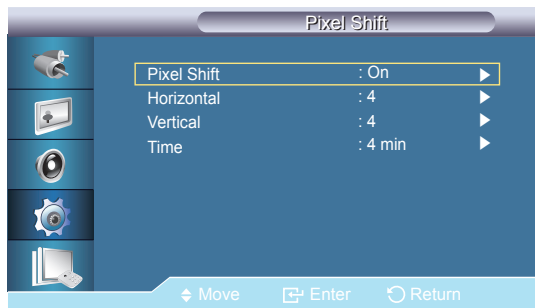 Pixel Shift
Pixel Shift : On
Horizontal : 4
Vertical : 4
Time : 4 min
Move Enter Return